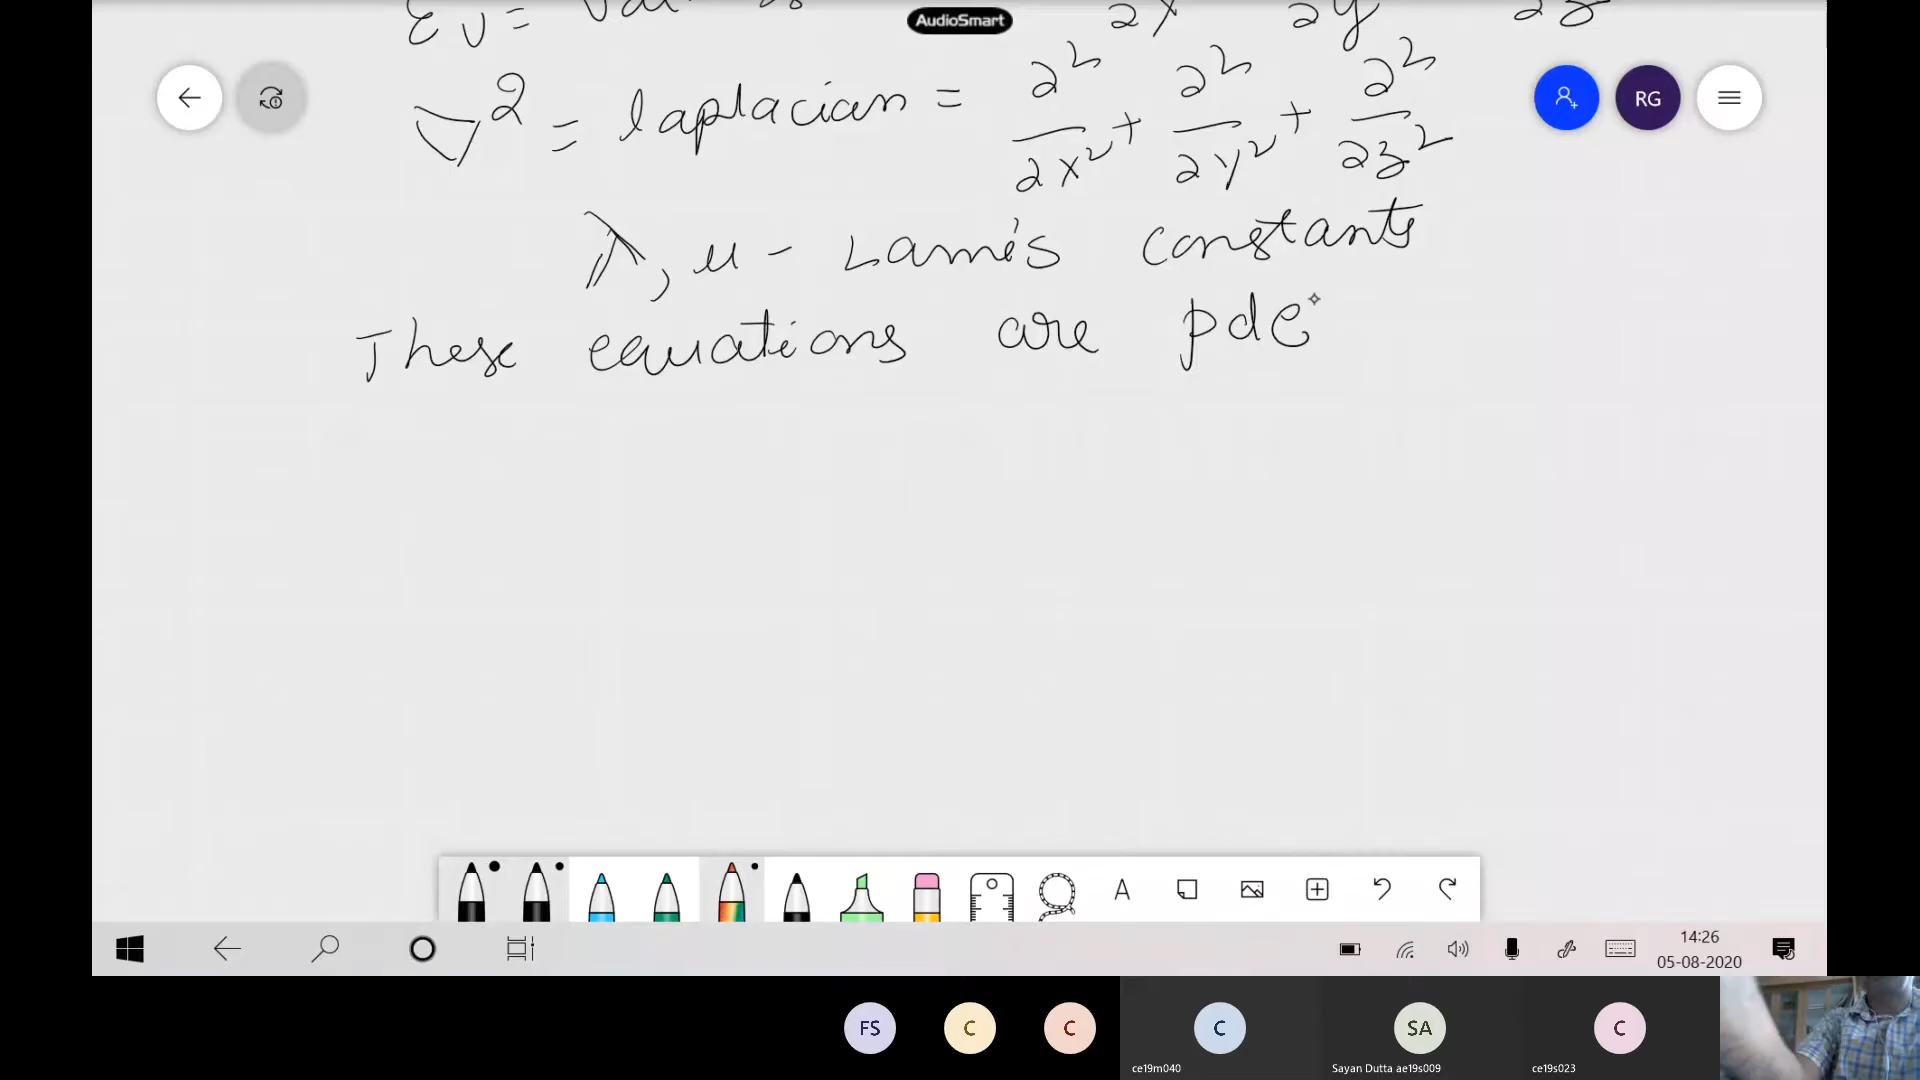 AudioSmart
εv =
∂x ∂y ∂z
∇² = laplacian = ∂²/∂x² + ∂²/∂y² + ∂²/∂z²
RG
λ, μ - Lamé's constants
These equations are pde
A
14:26
05-08-2020
FS C C C SA C
ce19m040 Sayan Dutta ae19s009 ce19s023